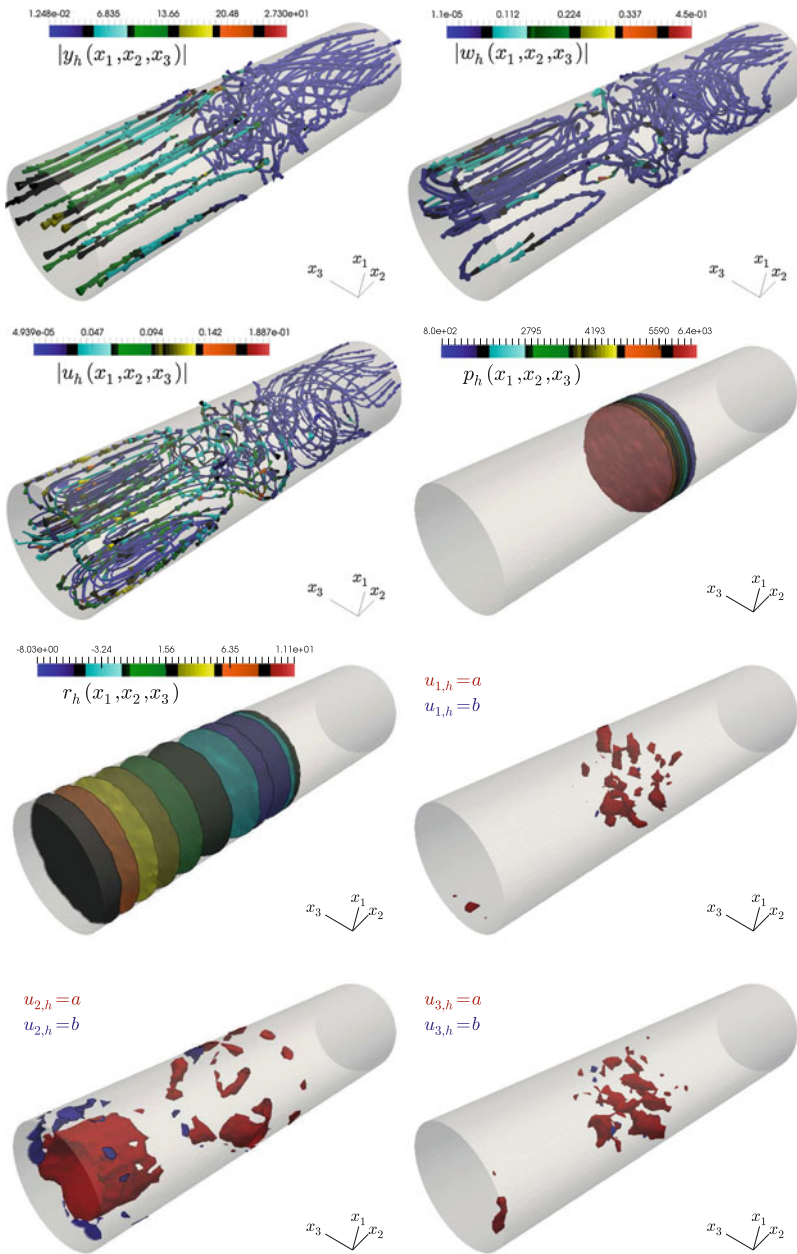 1.248e-02 6.835 13.66 20.48 2.730e+01
|y_h(x_1,x_2,x_3)|
x_3 x_1 x_2
1.1e-05 0.112 0.224 0.337 4.5e-01
|w_h(x_1,x_2,x_3)|
x_3 x_1 x_2
4.939e-05 0.047 0.094 0.142 1.887e-01
|u_h(x_1,x_2,x_3)|
x_3 x_1 x_2
8.0e+02 2795 4193 5590 6.4e+03
p_h(x_1,x_2,x_3)
x_3 x_1 x_2
-8.03e+00 -3.24 1.56 6.35 1.11e+01
r_h(x_1,x_2,x_3)
x_3 x_1 x_2
u_{1,h}=a
u_{1,h}=b
x_3 x_1 x_2
u_{2,h}=a
u_{2,h}=b
x_3 x_1 x_2
u_{3,h}=a
u_{3,h}=b
x_3 x_1 x_2